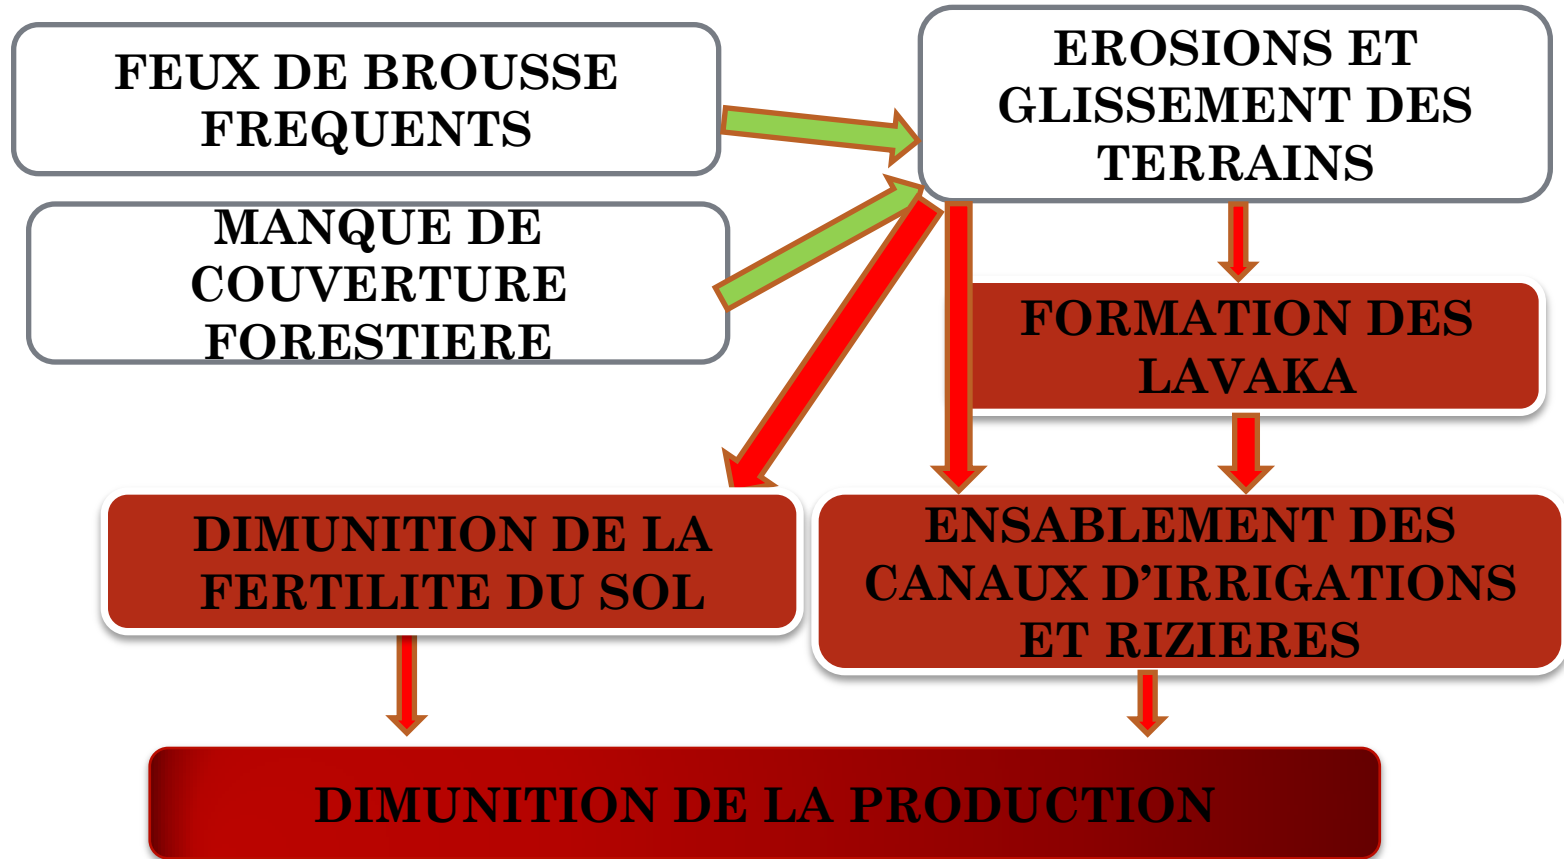 FEUX DE BROUSSE
FREQUENTS
EROSIONS ET
GLISSEMENT DES
TERRAINS
MANQUE DE
COUVERTURE
FORESTIERE
FORMATION DES
LAVAKA
DIMUNITION DE LA
FERTILITE DU SOL
ENSABLEMENT DES
CANAUX D’IRRIGATIONS
ET RIZIERES
DIMUNITION DE LA PRODUCTION